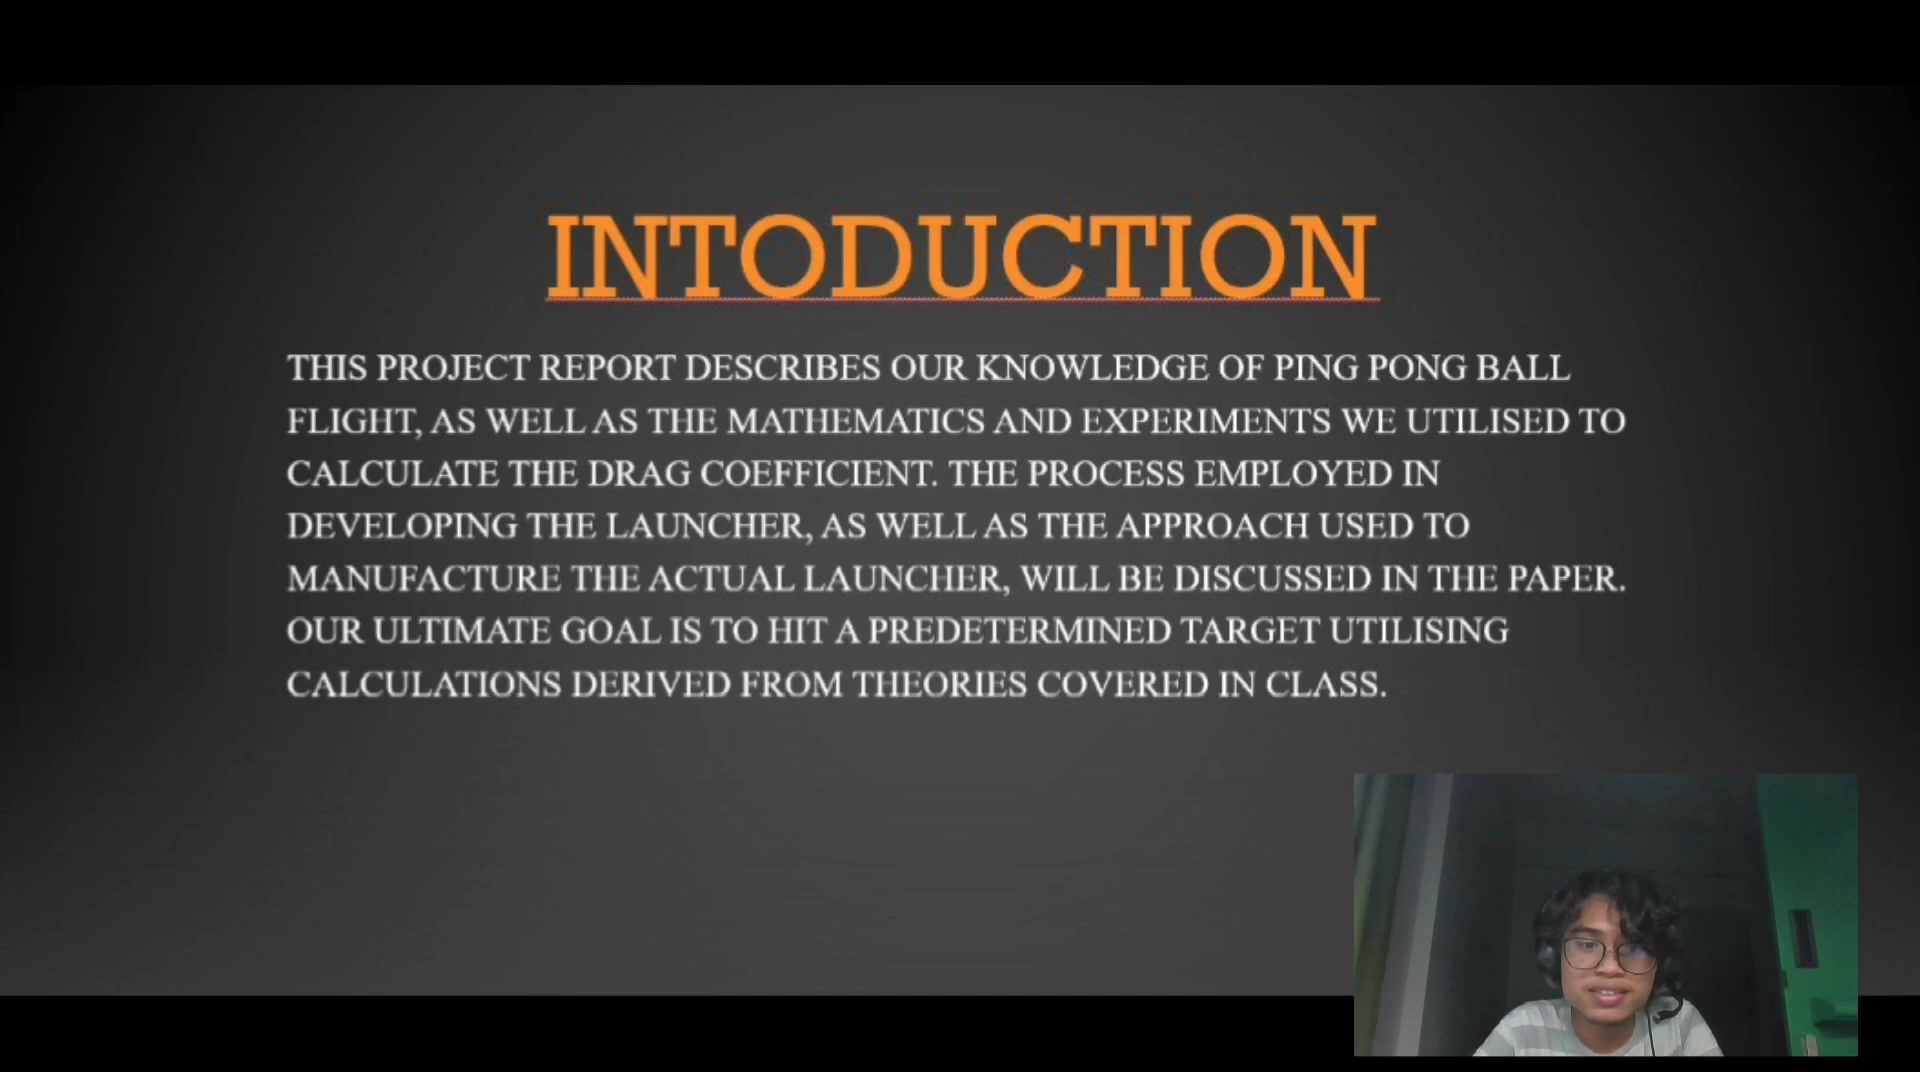 INTODUCTION
THIS PROJECT REPORT DESCRIBES OUR KNOWLEDGE OF PING PONG BALL
FLIGHT, AS WELL AS THE MATHEMATICS AND EXPERIMENTS WE UTILISED TO
CALCULATE THE DRAG COEFFICIENT. THE PROCESS EMPLOYED IN
DEVELOPING THE LAUNCHER, AS WELL AS THE APPROACH USED TO
MANUFACTURE THE ACTUAL LAUNCHER, WILL BE DISCUSSED IN THE PAPER.
OUR ULTIMATE GOAL IS TO HIT A PREDETERMINED TARGET UTILISING
CALCULATIONS DERIVED FROM THEORIES COVERED IN CLASS.